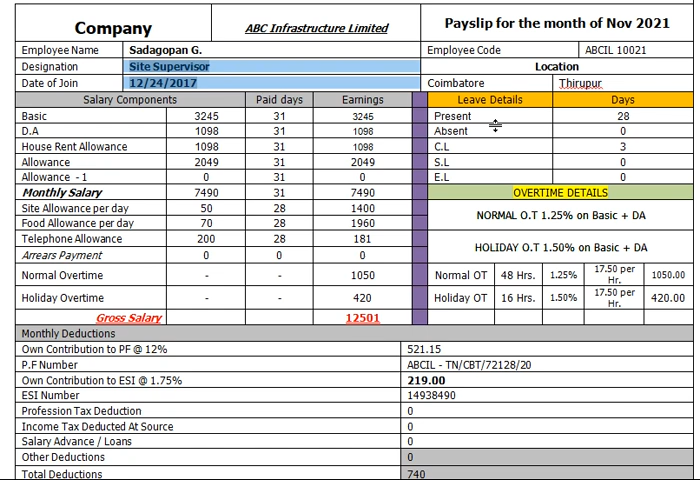 Company ABC Infrastructure Limited Payslip for the month of Nov 2021
Employee Name Sadagopan G. Employee Code ABCIL 10021
Designation Site Supervisor Location
Date of Join 12/24/2017 Coimbatore Thirupur
Salary Components Paid days Earnings Leave Details Days
Basic 3245 31 3245 Present 28
D.A 1098 31 1098 Absent 0
House Rent Allowance 1098 31 1098 C.L 3
Allowance 2049 31 2049 S.L 0
Allowance - 1 0 31 0 E.L 0
Monthly Salary 7490 31 7490 OVERTIME DETAILS
Site Allowance per day 50 28 1400
NORMAL O.T 1.25% on Basic + DA
Food Allowance per day 70 28 1960
Telephone Allowance 200 28 181
HOLIDAY O.T 1.50% on Basic + DA
Arrears Payment 0 0 0
Normal Overtime - - 1050 Normal OT 48 Hrs. 1.25% 17.50 per Hr. 1050.00
Holiday Overtime - - 420 Holiday OT 16 Hrs. 1.50% 17.50 per Hr. 420.00
Gross Salary 12501
Monthly Deductions
Own Contribution to PF @ 12% 521.15
P.F Number ABCIL - TN/CBT/72128/20
Own Contribution to ESI @ 1.75% 219.00
ESI Number 14938490
Profession Tax Deduction 0
Income Tax Deducted At Source 0
Salary Advance / Loans 0
Other Deductions 0
Total Deductions 740